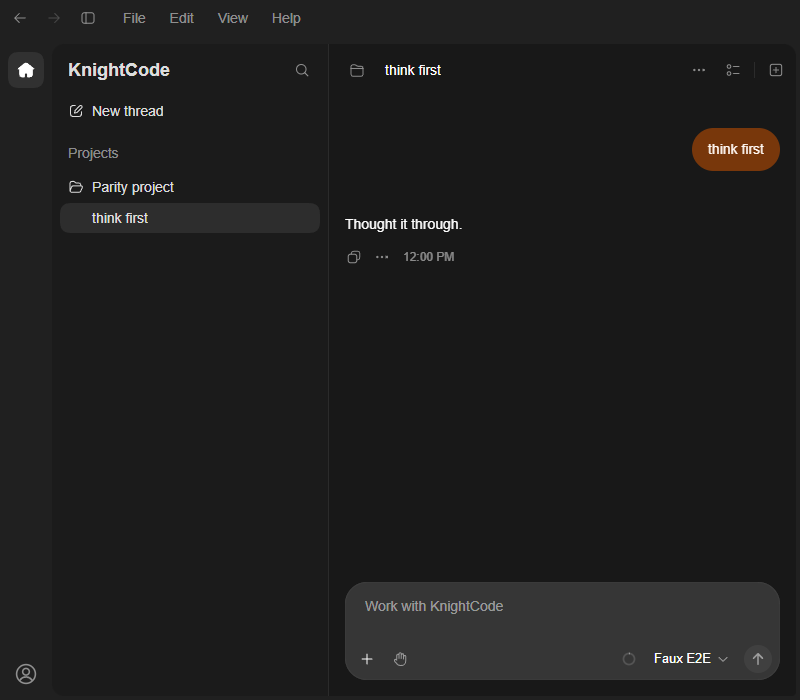 File Edit View Help
KnightCode
New thread
Projects
Parity project
think first
think first
think first
Thought it through.
12:00 PM
Work with KnightCode
Faux E2E